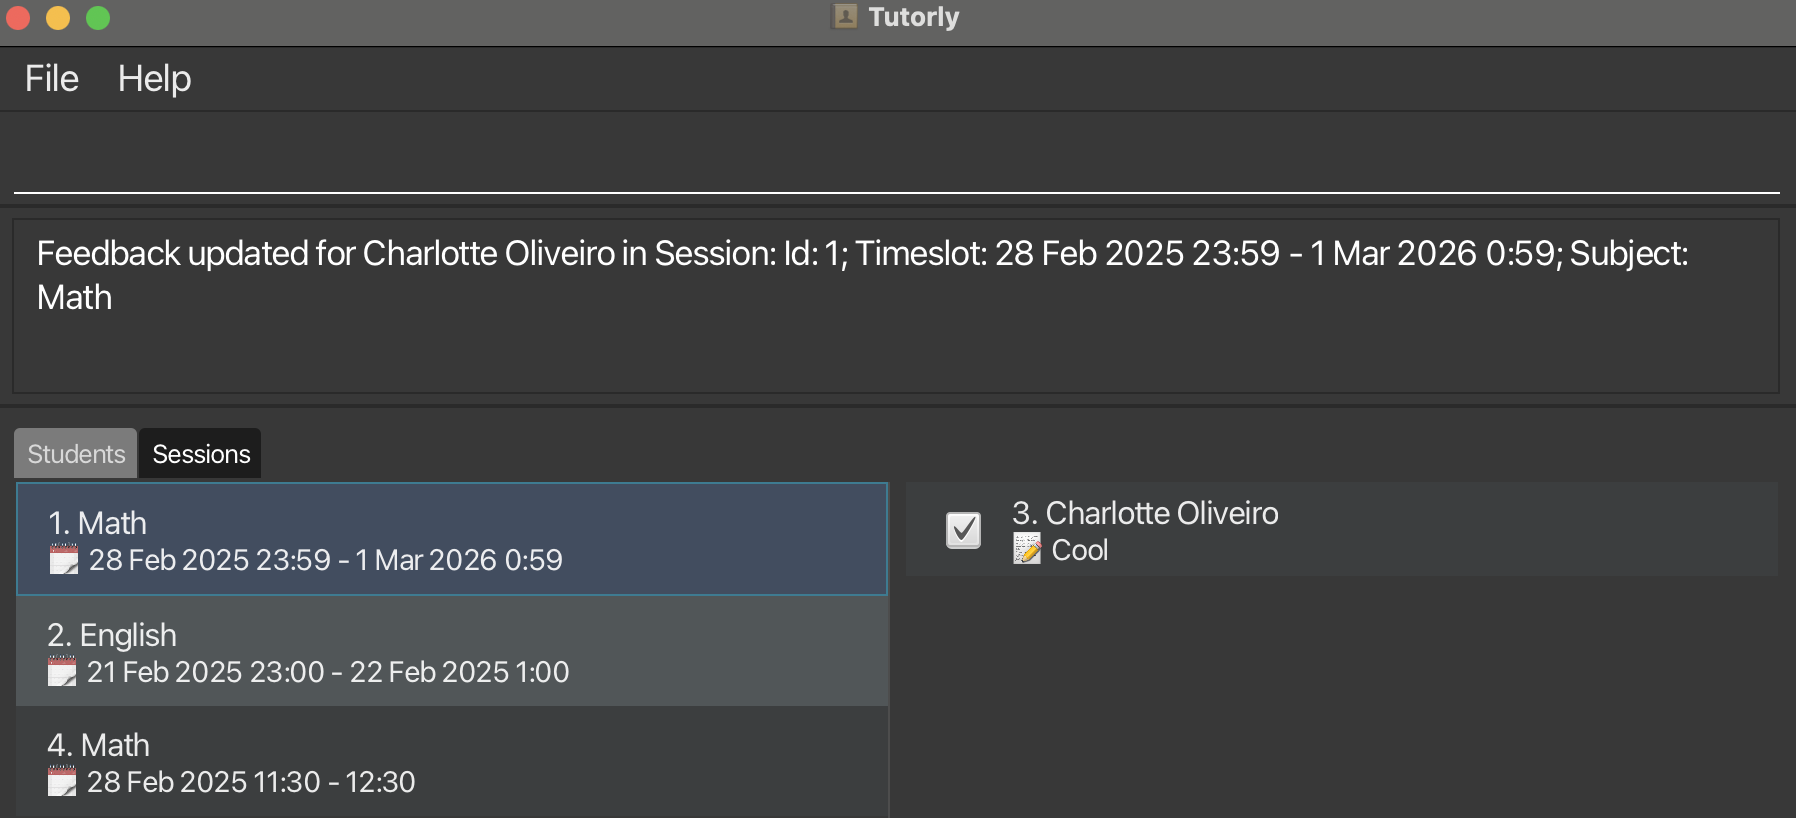 Tutorly
File Help
Feedback updated for Charlotte Oliveiro in Session: Id: 1; Timeslot: 28 Feb 2025 23:59 - 1 Mar 2026 0:59; Subject:
Math
Students Sessions
1. Math
28 Feb 2025 23:59 - 1 Mar 2026 0:59
2. English
21 Feb 2025 23:00 - 22 Feb 2025 1:00
4. Math
28 Feb 2025 11:30 - 12:30
3. Charlotte Oliveiro
Cool